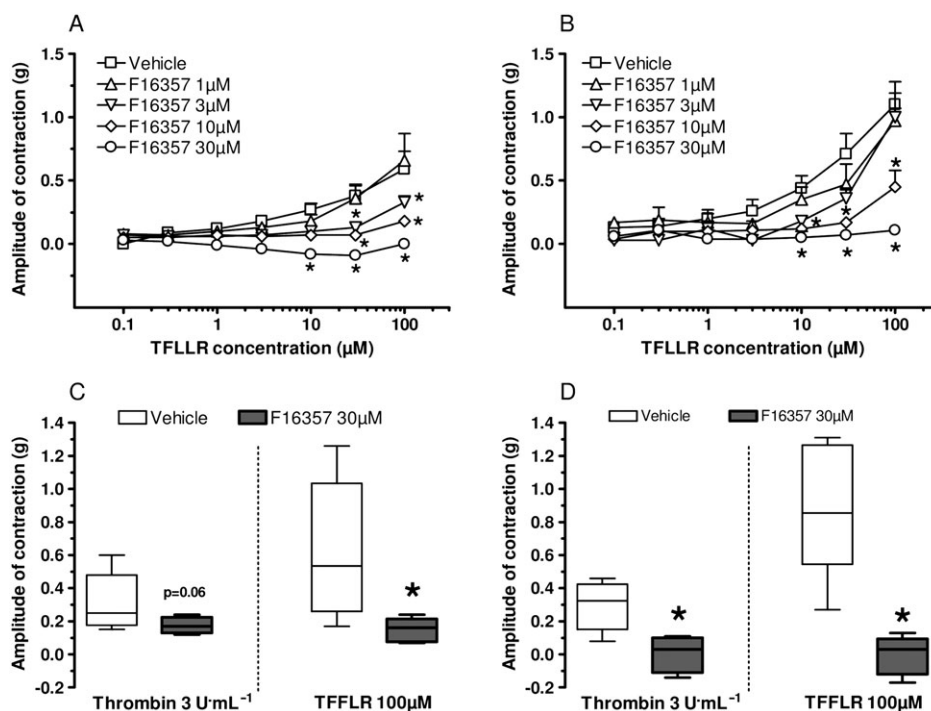 A
Amplitude of contraction (g)
1.5
1.0
0.5
0.0
Vehicle
F16357 1µM
F16357 3µM
F16357 10µM
F16357 30µM
*
*
*
*
*
*
*
0.1
1
10
100
TFLLR concentration (µM)
B
Amplitude of contraction (g)
1.5
1.0
0.5
0.0
Vehicle
F16357 1µM
F16357 3µM
F16357 10µM
F16357 30µM
*
*
*
*
*
*
*
0.1
1
10
100
TFLLR concentration (µM)
C
Vehicle
F16357 30µM
Amplitude of contraction (g)
1.4
1.2
1.0
0.8
0.6
0.4
0.2
0.0
-0.2
p=0.06
*
Thrombin 3 U·mL⁻¹
TFFLR 100µM
D
Vehicle
F16357 30µM
Amplitude of contraction (g)
1.4
1.2
1.0
0.8
0.6
0.4
0.2
0.0
-0.2
*
*
Thrombin 3 U·mL⁻¹
TFFLR 100µM